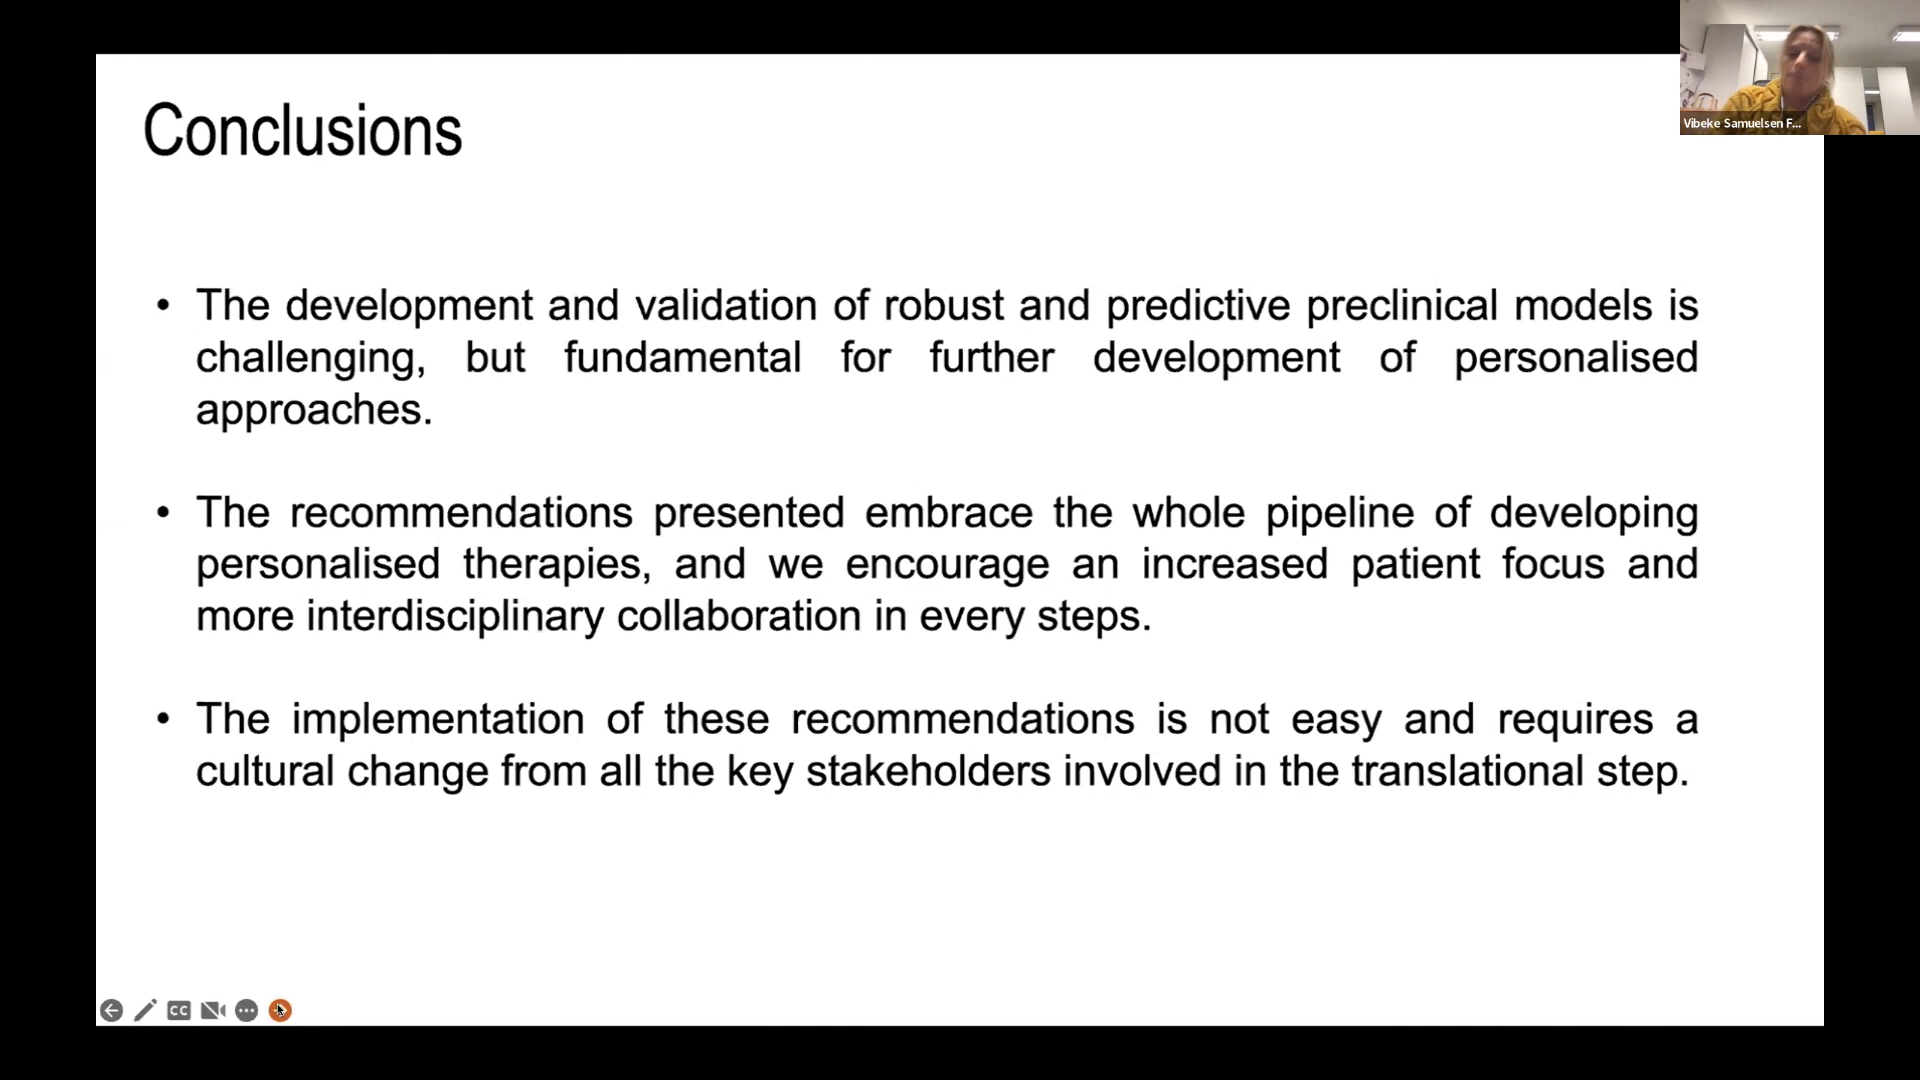 Conclusions
Vibeke Samuelsen F...
• The development and validation of robust and predictive preclinical models is
challenging, but fundamental for further development of personalised
approaches.
• The recommendations presented embrace the whole pipeline of developing
personalised therapies, and we encourage an increased patient focus and
more interdisciplinary collaboration in every steps.
• The implementation of these recommendations is not easy and requires a
cultural change from all the key stakeholders involved in the translational step.
CC